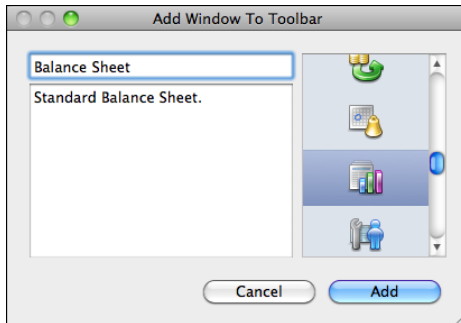 Add Window To Toolbar
Balance Sheet
Standard Balance Sheet.
Cancel
Add